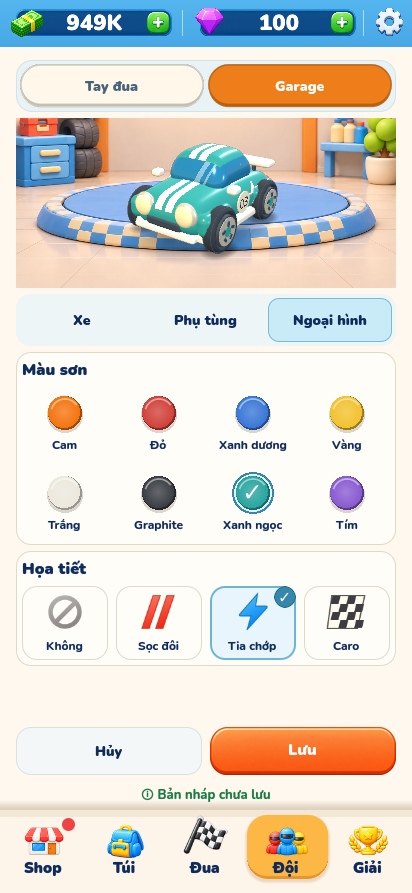 949K
100
Tay đua
Garage
03
Xe
Phụ tùng
Ngoại hình
Màu sơn
Cam
Đỏ
Xanh dương
Vàng
Trắng
Graphite
Xanh ngọc
Tím
Họa tiết
Không
Sọc đôi
Tia chớp
Caro
Hủy
Lưu
Bản nháp chưa lưu
Shop
Túi
Đua
Đội
Giải